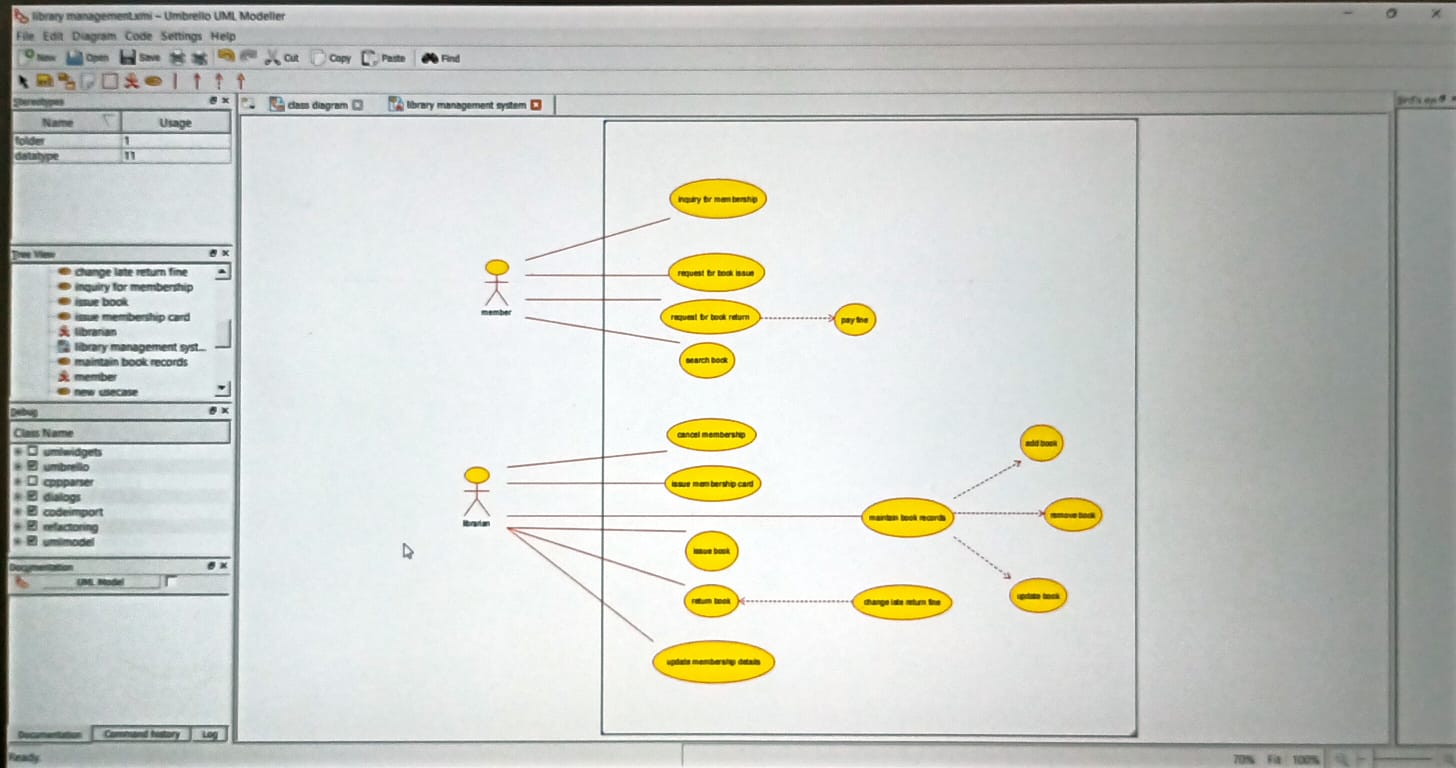 library management.xmi – Umbrello UML Modeller
File Edit Diagram Code Settings Help
New Open Save Cut Copy Paste Find
Stereotypes
class diagram
library management system
Bird's eye
Name Usage
folder 1
datatype 11
Tree View
change late return fine
inquiry for membership
issue book
issue membership card
librarian
library management syst...
maintain book records
member
new usecase
Debug
Class Name
umlwidgets
umbrello
cppparser
dialogs
codeimport
refactoring
umlmodel
Documentation
UML Model
Documentation Command history Log
Ready
inquiry for membership
request for book issue
member
request for book return
pay fine
search book
cancel membership
add book
issue membership card
librarian
maintain book records
remove book
issue book
return book
change late return fine
update book
update membership details
70% Fit 100%